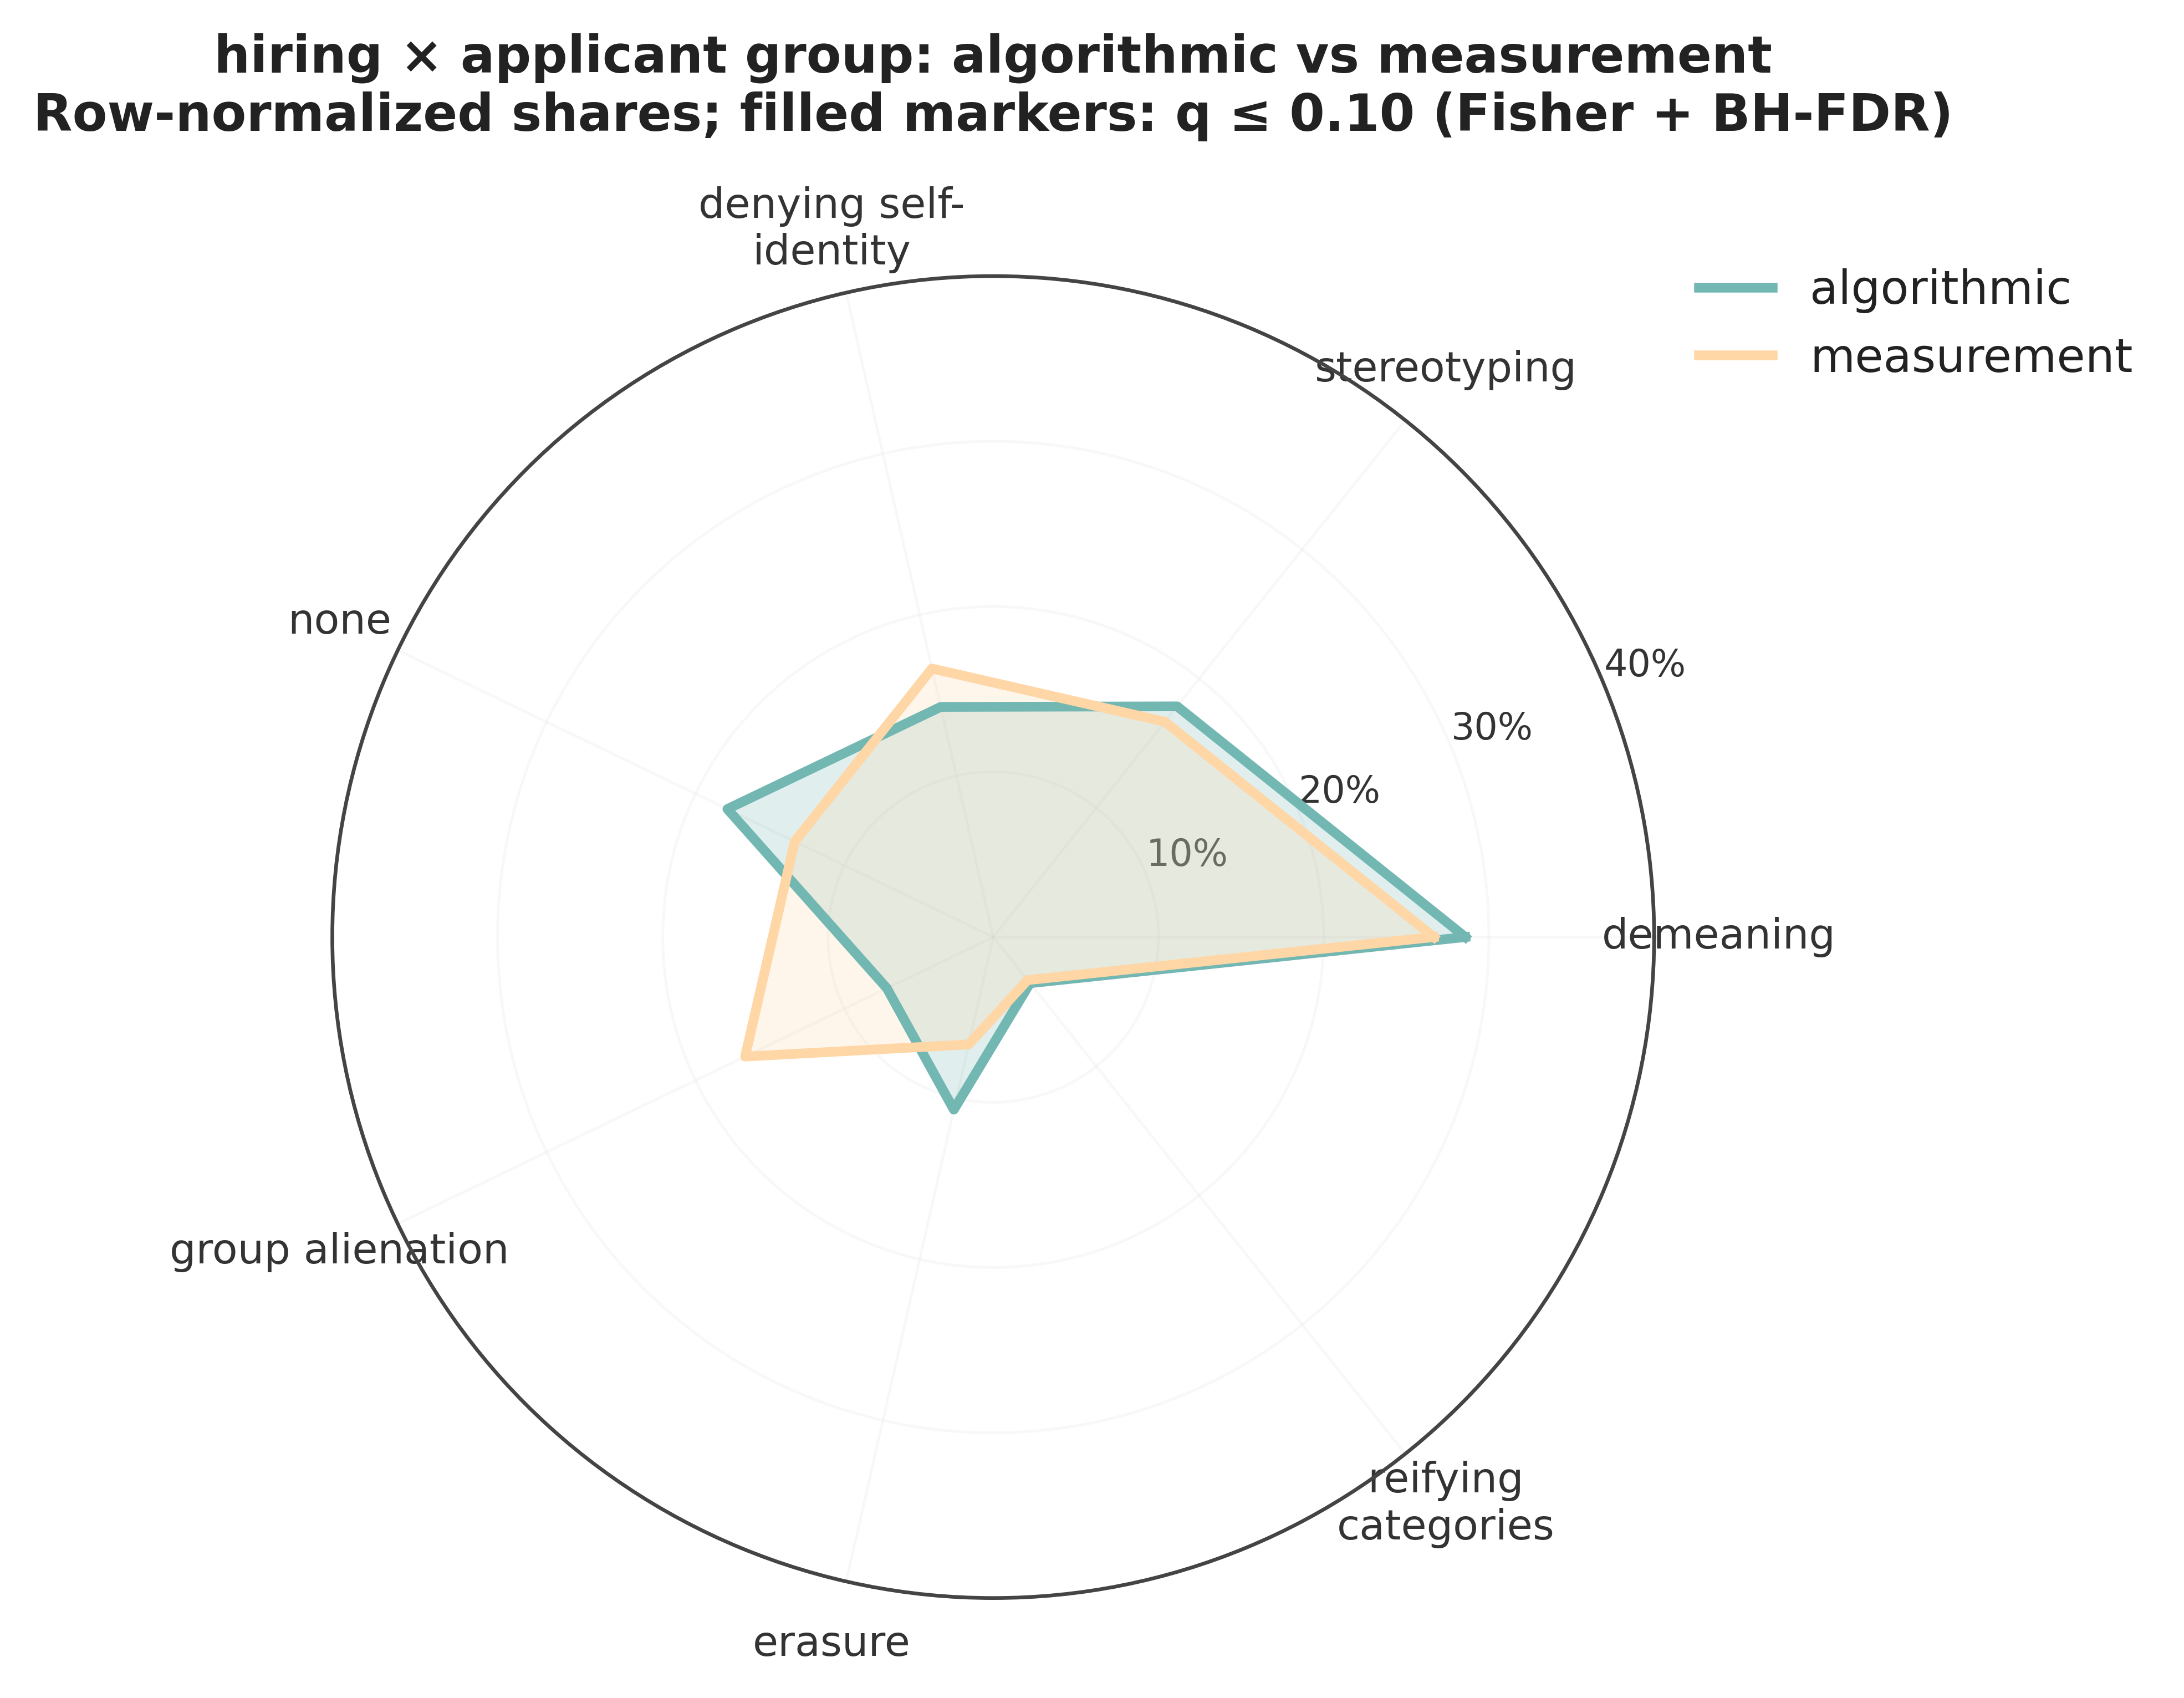 hiring × applicant group: algorithmic vs measurement
Row-normalized shares; filled markers: q ≤ 0.10 (Fisher + BH-FDR)
denying self-
identity
algorithmic
measurement
stereotyping
none
40%
30%
20%
10%
demeaning
group alienation
reifying
categories
erasure